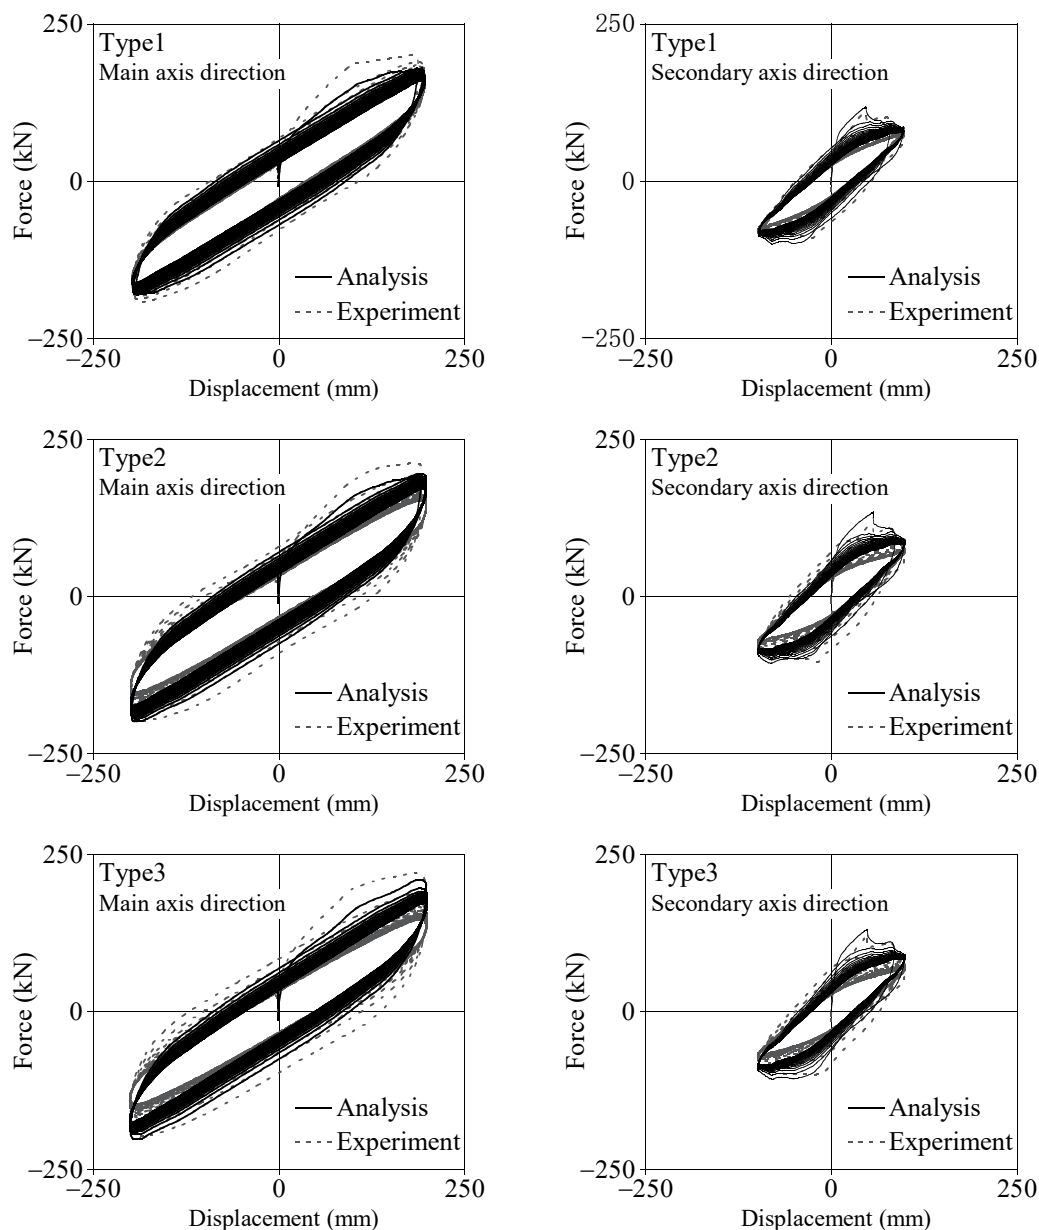 250
Type1
Main axis direction
Force (kN)
0
Analysis
Experiment
−250
−250
0
250
Displacement (mm)
250
Type1
Secondary axis direction
Force (kN)
0
Analysis
Experiment
−250
−250
0
250
Displacement (mm)
250
Type2
Main axis direction
Force (kN)
0
Analysis
Experiment
−250
−250
0
250
Displacement (mm)
250
Type2
Secondary axis direction
Force (kN)
0
Analysis
Experiment
−250
−250
0
250
Displacement (mm)
250
Type3
Main axis direction
Force (kN)
0
Analysis
Experiment
−250
−250
0
250
Displacement (mm)
250
Type3
Secondary axis direction
Force (kN)
0
Analysis
Experiment
−250
−250
0
250
Displacement (mm)